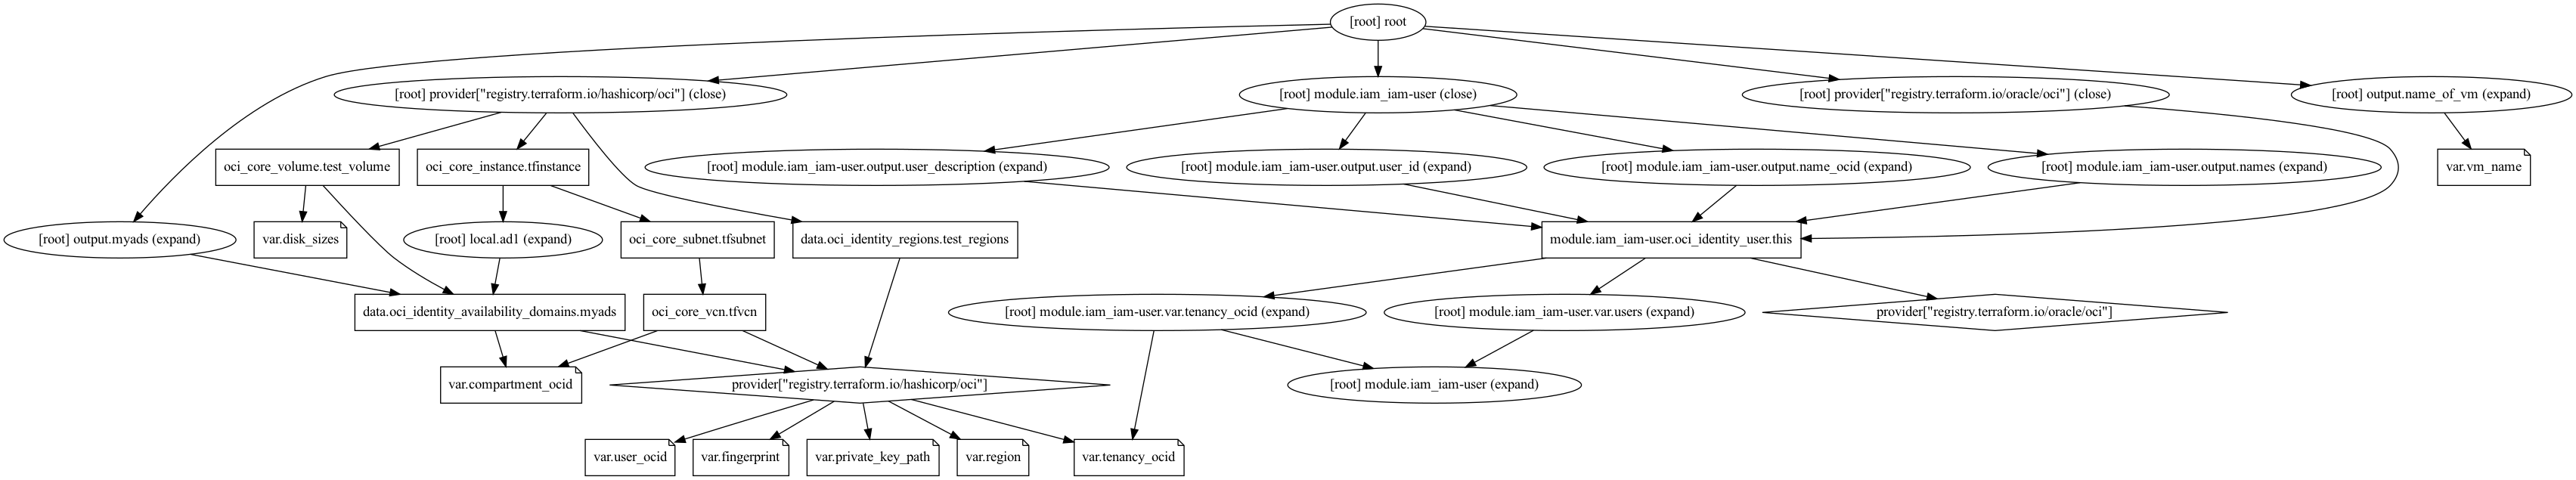 [root] root
[root] provider["registry.terraform.io/hashicorp/oci"] (close)
[root] module.iam_iam-user (close)
[root] provider["registry.terraform.io/oracle/oci"] (close)
[root] output.name_of_vm (expand)
oci_core_volume.test_volume
oci_core_instance.tfinstance
[root] module.iam_iam-user.output.user_description (expand)
[root] module.iam_iam-user.output.user_id (expand)
[root] module.iam_iam-user.output.name_ocid (expand)
[root] module.iam_iam-user.output.names (expand)
var.vm_name
[root] output.myads (expand)
var.disk_sizes
[root] local.ad1 (expand)
oci_core_subnet.tfsubnet
data.oci_identity_regions.test_regions
module.iam_iam-user.oci_identity_user.this
data.oci_identity_availability_domains.myads
oci_core_vcn.tfvcn
[root] module.iam_iam-user.var.tenancy_ocid (expand)
[root] module.iam_iam-user.var.users (expand)
provider["registry.terraform.io/oracle/oci"]
var.compartment_ocid
provider["registry.terraform.io/hashicorp/oci"]
[root] module.iam_iam-user (expand)
var.user_ocid
var.fingerprint
var.private_key_path
var.region
var.tenancy_ocid